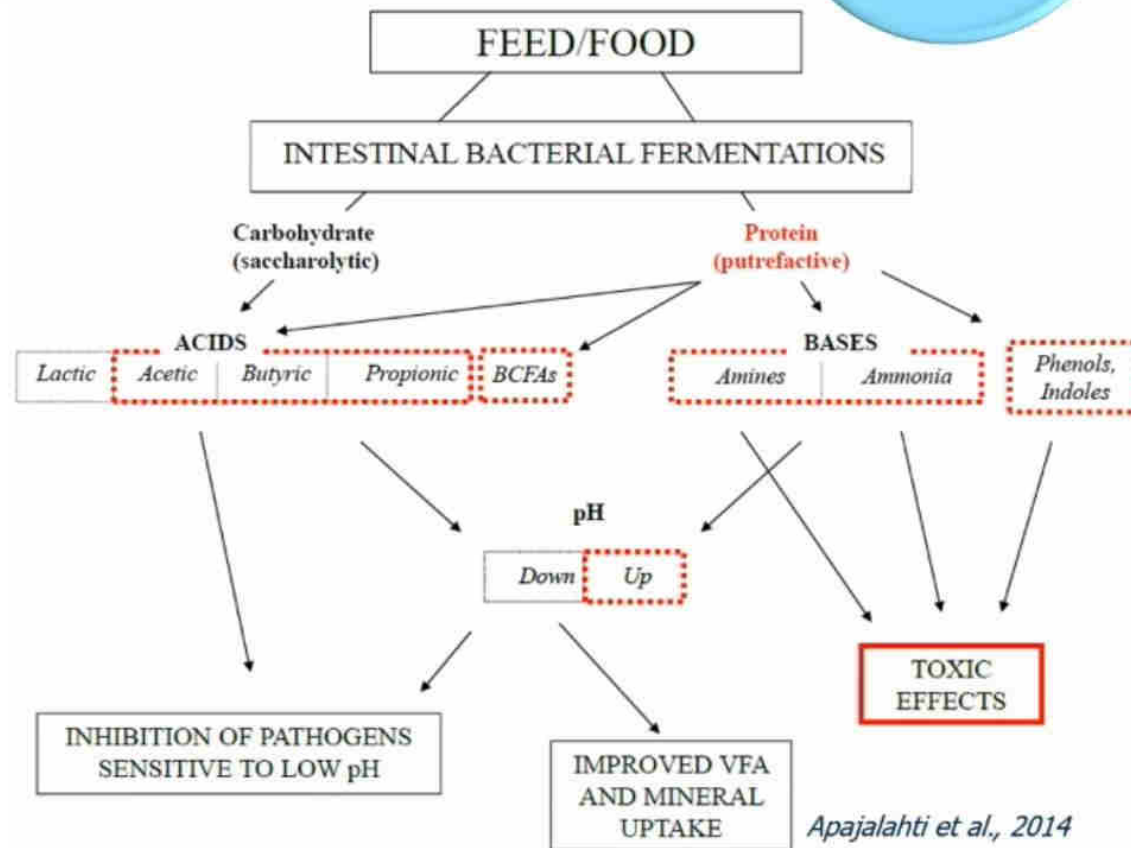 FEED/FOOD
INTESTINAL BACTERIAL FERMENTATIONS
Carbohydrate
(saccharolytic)
Protein
(putrefactive)
ACIDS
Lactic Acetic Butyric Propionic BCFAs
BASES
Amines Ammonia
Phenols,
Indoles
pH
Down Up
TOXIC
EFFECTS
INHIBITION OF PATHOGENS
SENSITIVE TO LOW pH
IMPROVED VFA
AND MINERAL
UPTAKE
Apajalahti et al., 2014